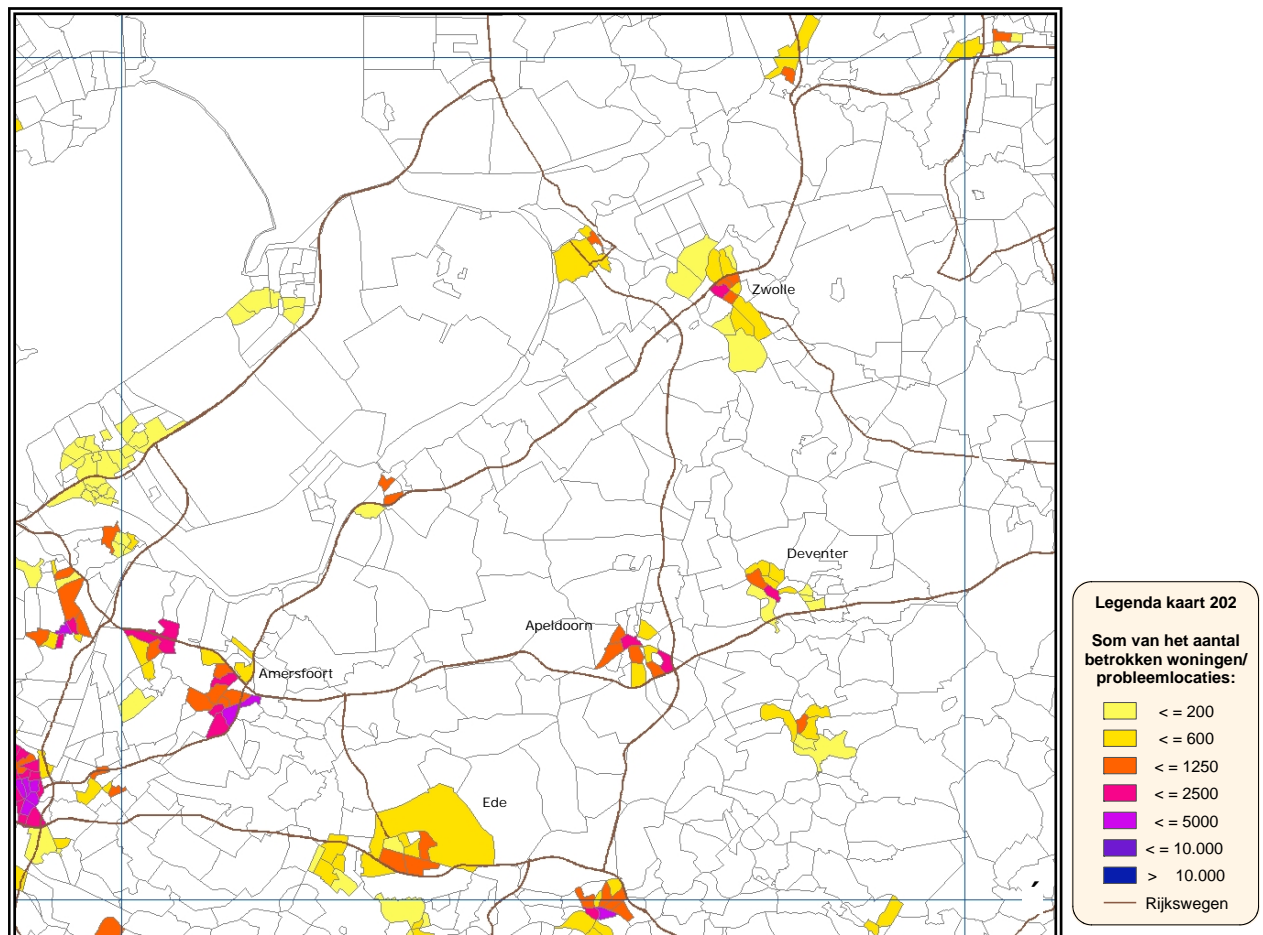 Zwolle
Deventer
Apeldoorn
Amersfoort
Ede
Legenda kaart 202
Som van het aantal
betrokken woningen/
probleemlocaties:
< = 200
< = 600
< = 1250
< = 2500
< = 5000
< = 10.000
> 10.000
Rijkswegen